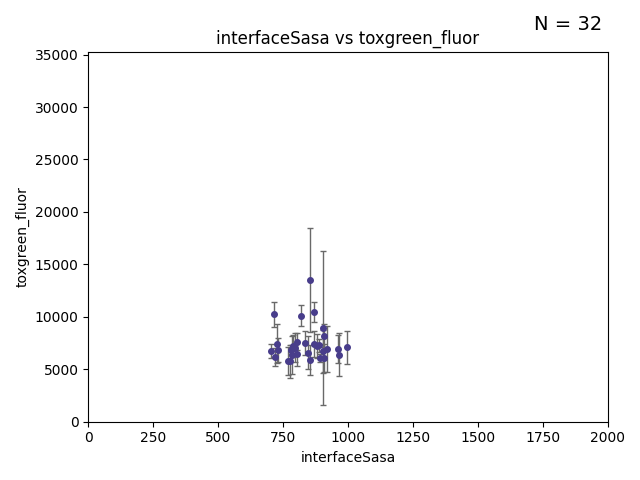 N = 32
interfaceSasa vs toxgreen_fluor
35000
30000
25000
20000
15000
10000
5000
0
toxgreen_fluor
0 250 500 750 1000 1250 1500 1750 2000
interfaceSasa